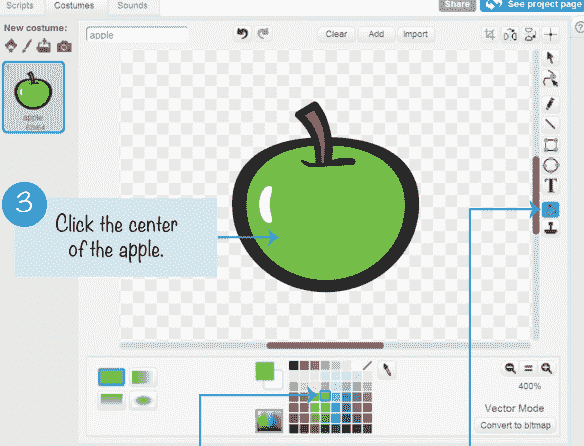 Scripts Costumes Sounds
Share See project page
New costume:
apple
Clear Add Import
T
3
Click the center
of the apple.
400%
Vector Mode
Convert to bitmap